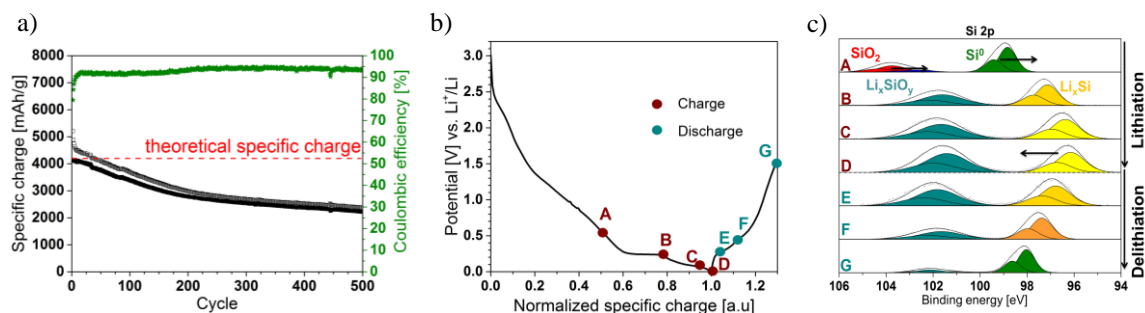 a)
8000
7000
6000
5000
4000
3000
2000
1000
0
Specific charge [mAh/g]
theoretical specific charge
100
90
80
70
60
50
40
30
20
10
0
Coulombic efficiency [%]
0 100 200 300 400 500
Cycle
b)
3.0
2.5
2.0
1.5
1.0
0.5
0.0
Potential [V] vs. Li⁺/Li
Charge
Discharge
A
B
C
D
E
F
G
0.0 0.2 0.4 0.6 0.8 1.0 1.2
Normalized specific charge [a.u]
c)
Si 2p
SiO₂
Si⁰
A
LiₓSiOᵧ
LiₓSi
B
C
D
E
F
G
Lithiation
Delithiation
106 104 102 100 98 96 94
Binding energy [eV]